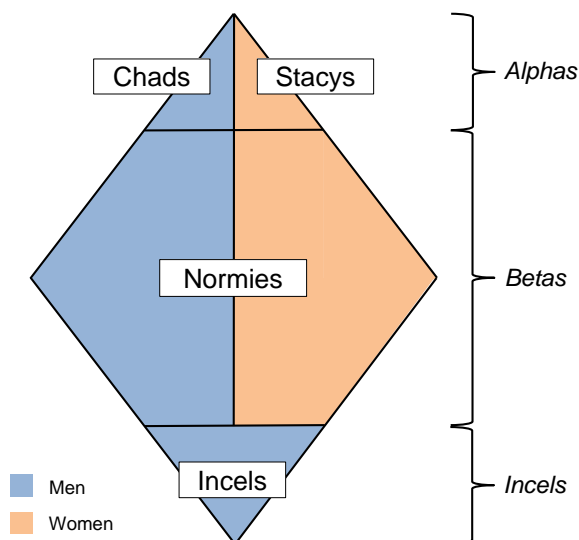 Chads
Stacys
Alphas
Normies
Betas
Incels
Incels
Men
Women